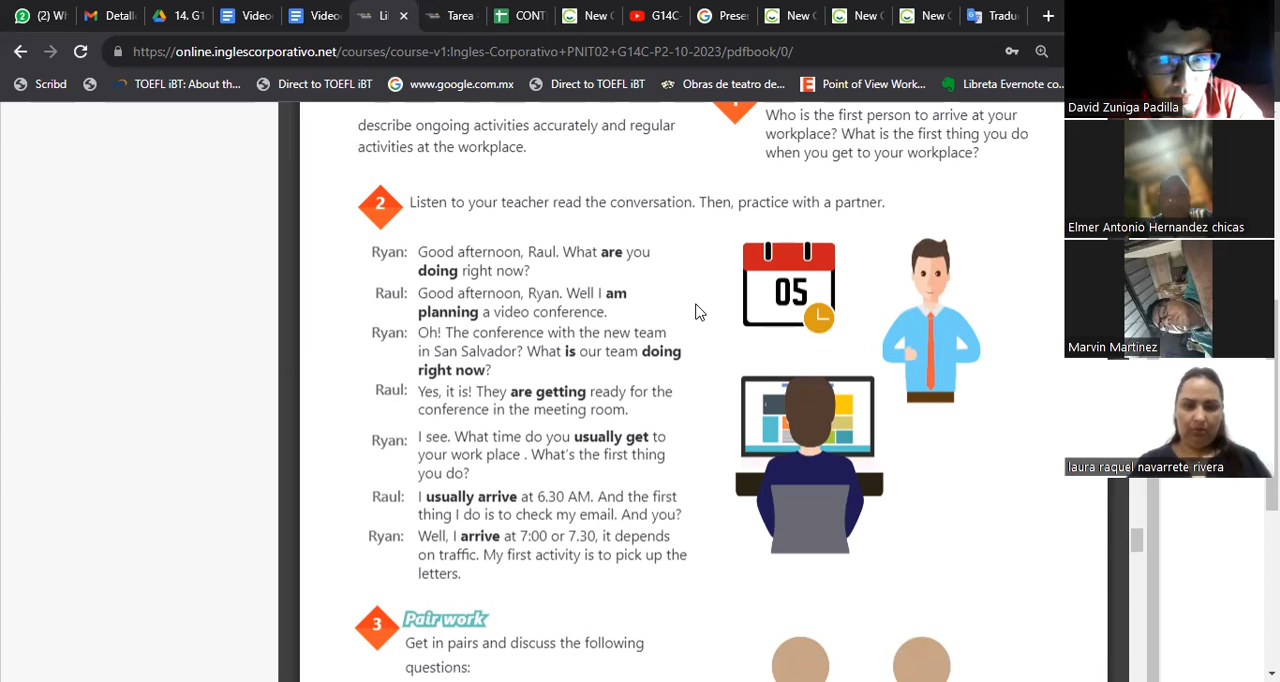 (2) W
Detall
14. G1
Video
Video
Li
Tarea
CONT
New C
G14C-
Prese
New C
New C
New C
Tradu
https://online.inglescorporativo.net/courses/course-v1:Ingles-Corporativo+PNIT02+G14C-P2-10-2023/pdfbook/0/
Scribd
TOEFL iBT: About th...
Direct to TOEFL iBT
www.google.com.mx
Direct to TOEFL iBT
Obras de teatro de...
Point of View Work...
Libreta Evernote co...
describe ongoing activities accurately and regular
activities at the workplace.
Who is the first person to arrive at your
workplace? What is the first thing you do
when you get to your workplace?
2 Listen to your teacher read the conversation. Then, practice with a partner.
Ryan: Good afternoon, Raul. What are you
doing right now?
Raul: Good afternoon, Ryan. Well I am
planning a video conference.
Ryan: Oh! The conference with the new team
in San Salvador? What is our team doing
right now?
Raul: Yes, it is! They are getting ready for the
conference in the meeting room.
Ryan: I see. What time do you usually get to
your work place . What's the first thing
you do?
Raul: I usually arrive at 6.30 AM. And the first
thing I do is to check my email. And you?
Ryan: Well, I arrive at 7:00 or 7.30, it depends
on traffic. My first activity is to pick up the
letters.
05
3 Pair work
Get in pairs and discuss the following
questions:
David Zuniga Padilla
Elmer Antonio Hernandez chicas
Marvin Martinez
laura raquel navarrete rivera